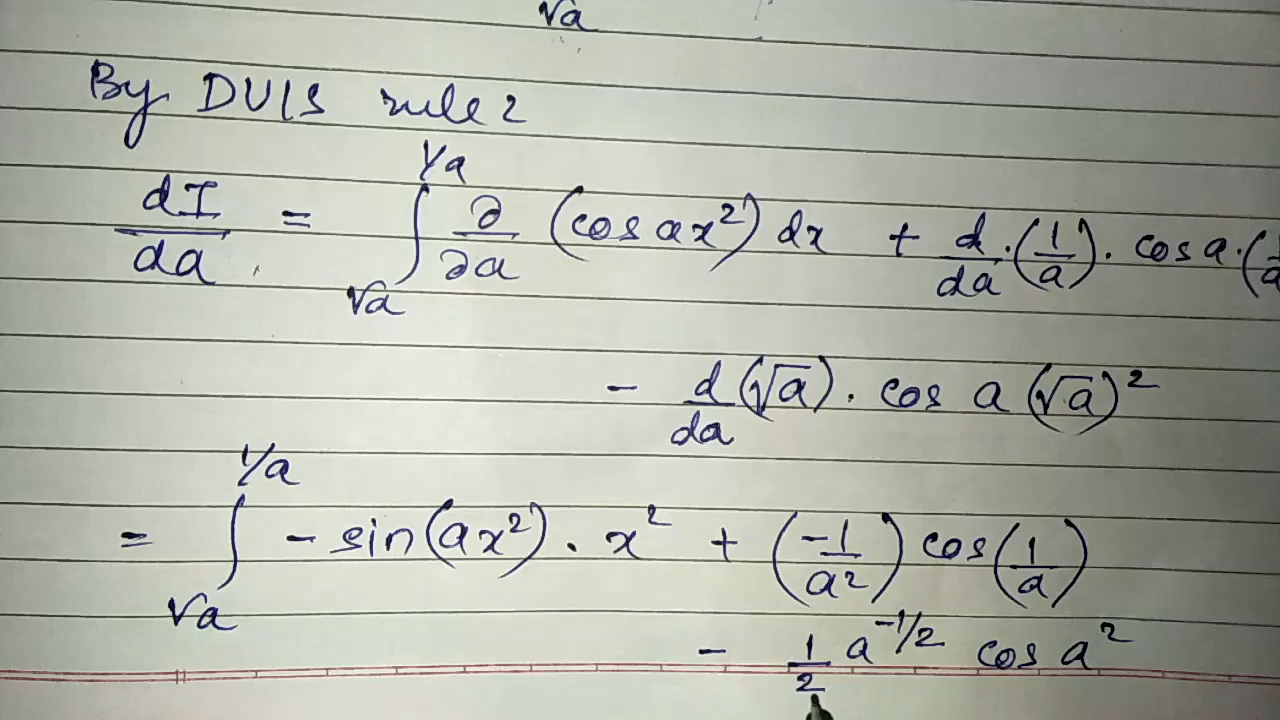 √a
By DUIS rule 2
dI/da = ∫_{√a}^{1/a} ∂/∂a (cos ax²) dx + d/da · (1/a) · cos a · (1/a
- d/da (√a) · cos a (√a)²
= ∫_{√a}^{1/a} - sin(ax²) · x² + (-1/a²) cos(1/a)
- 1/2 a^{-1/2} cos a²